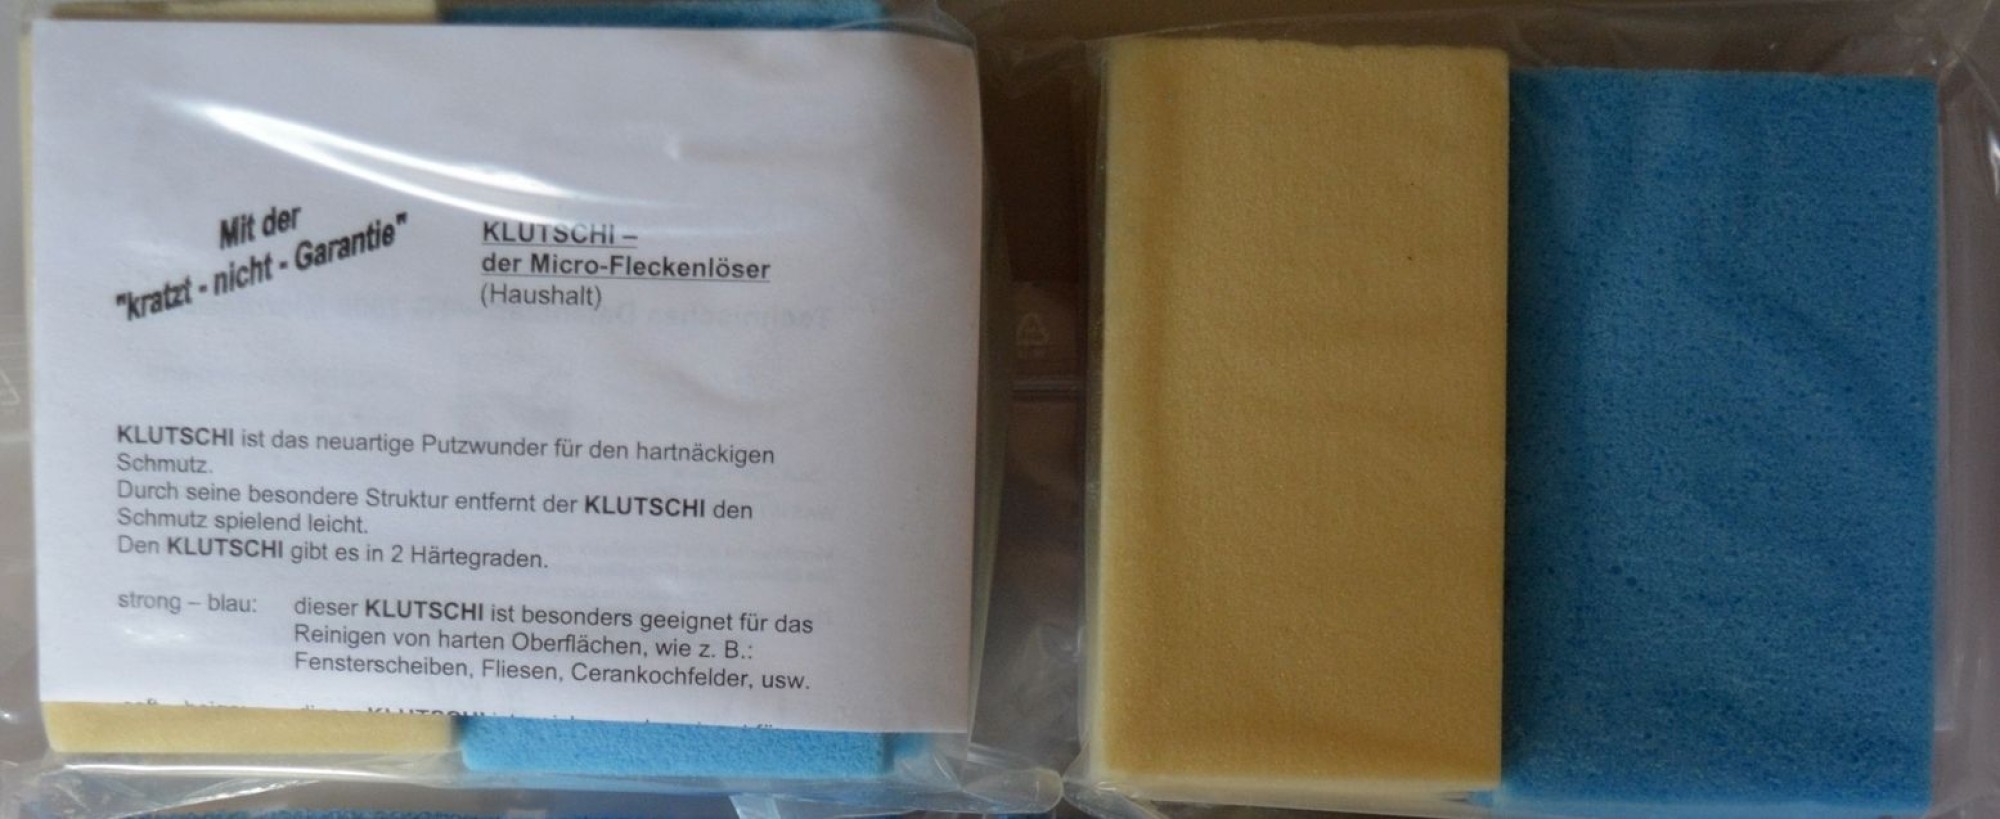 Mit der
"kratzt - nicht - Garantie"
KLUTSCHI –
der Micro-Fleckenlöser
(Haushalt)
KLUTSCHI ist das neuartige Putzwunder für den hartnäckigen
Schmutz.
Durch seine besondere Struktur entfernt der KLUTSCHI den
Schmutz spielend leicht.
Den KLUTSCHI gibt es in 2 Härtegraden.
strong – blau: dieser KLUTSCHI ist besonders geeignet für das
Reinigen von harten Oberflächen, wie z. B.:
Fensterscheiben, Fliesen, Cerankochfelder, usw.